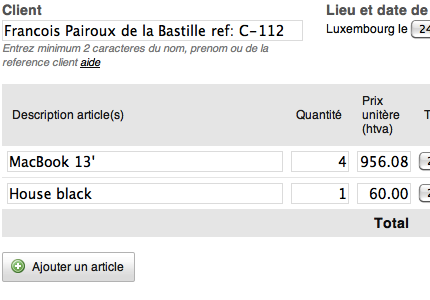 Client
Lieu et date de
Francois Pairoux de la Bastille ref: C-112
Luxembourg le 24
Entrez minimum 2 caracteres du nom, prenom ou de la
reference client aide
Description article(s) Quantité Prix unitère (htva) T
MacBook 13' 4 956.08 2
House black 1 60.00 2
Total
Ajouter un article